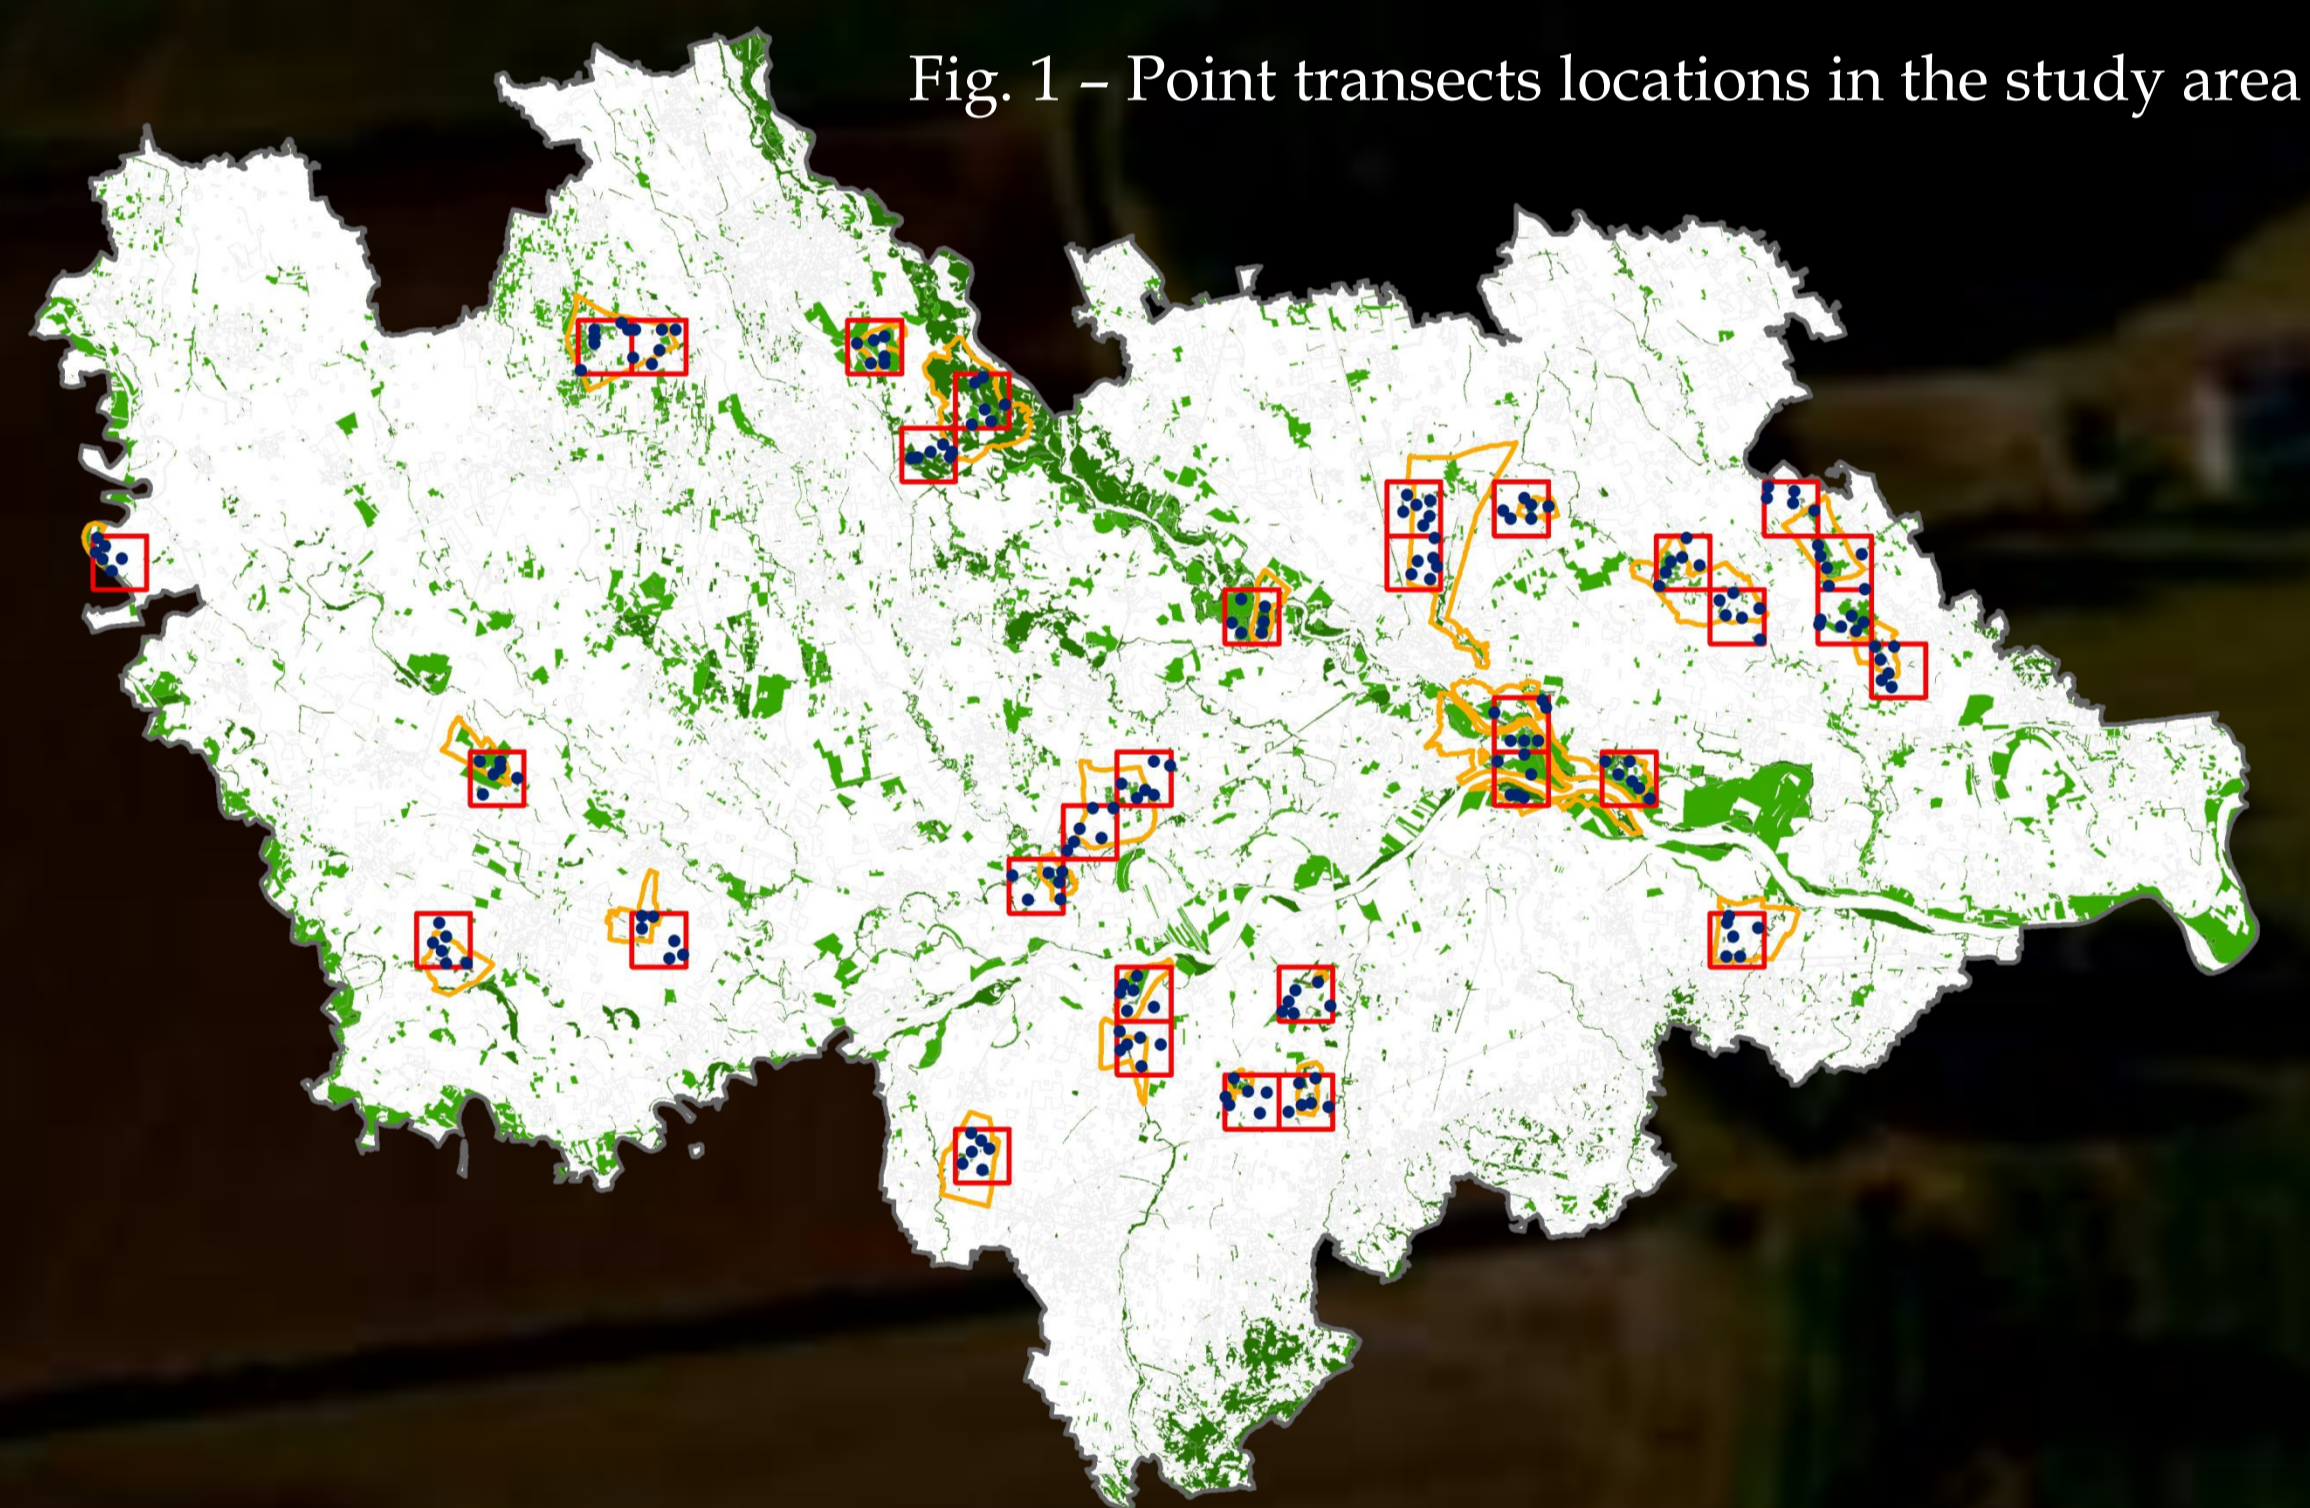 Fig. 1 – Point transects locations in the study area